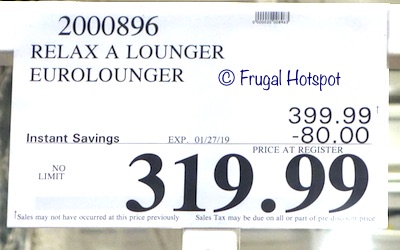 2000896
RELAX A LOUNGER
EUROLOUNGER
© Frugal Hotspot
399.99↑
Instant Savings EXP. 01/27/19 -80.00
PRICE AT REGISTER
NO
LIMIT
319.99
↑Sales may not have occurred at this price previously Sales Tax may be due on all or part of pre discount price